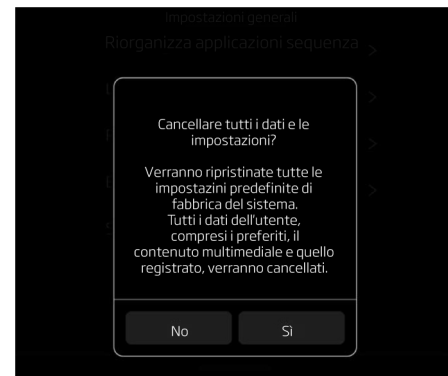 Impostazioni generali
Riorganizza applicazioni sequenza
Cancellare tutti i dati e le
impostazioni?
Verranno ripristinate tutte le
impostazini predefinite di
fabbrica del sistema.
Tutti i dati dell'utente,
compresi i preferiti, il
contenuto multimediale e quello
registrato, verranno cancellati.
No
Sì